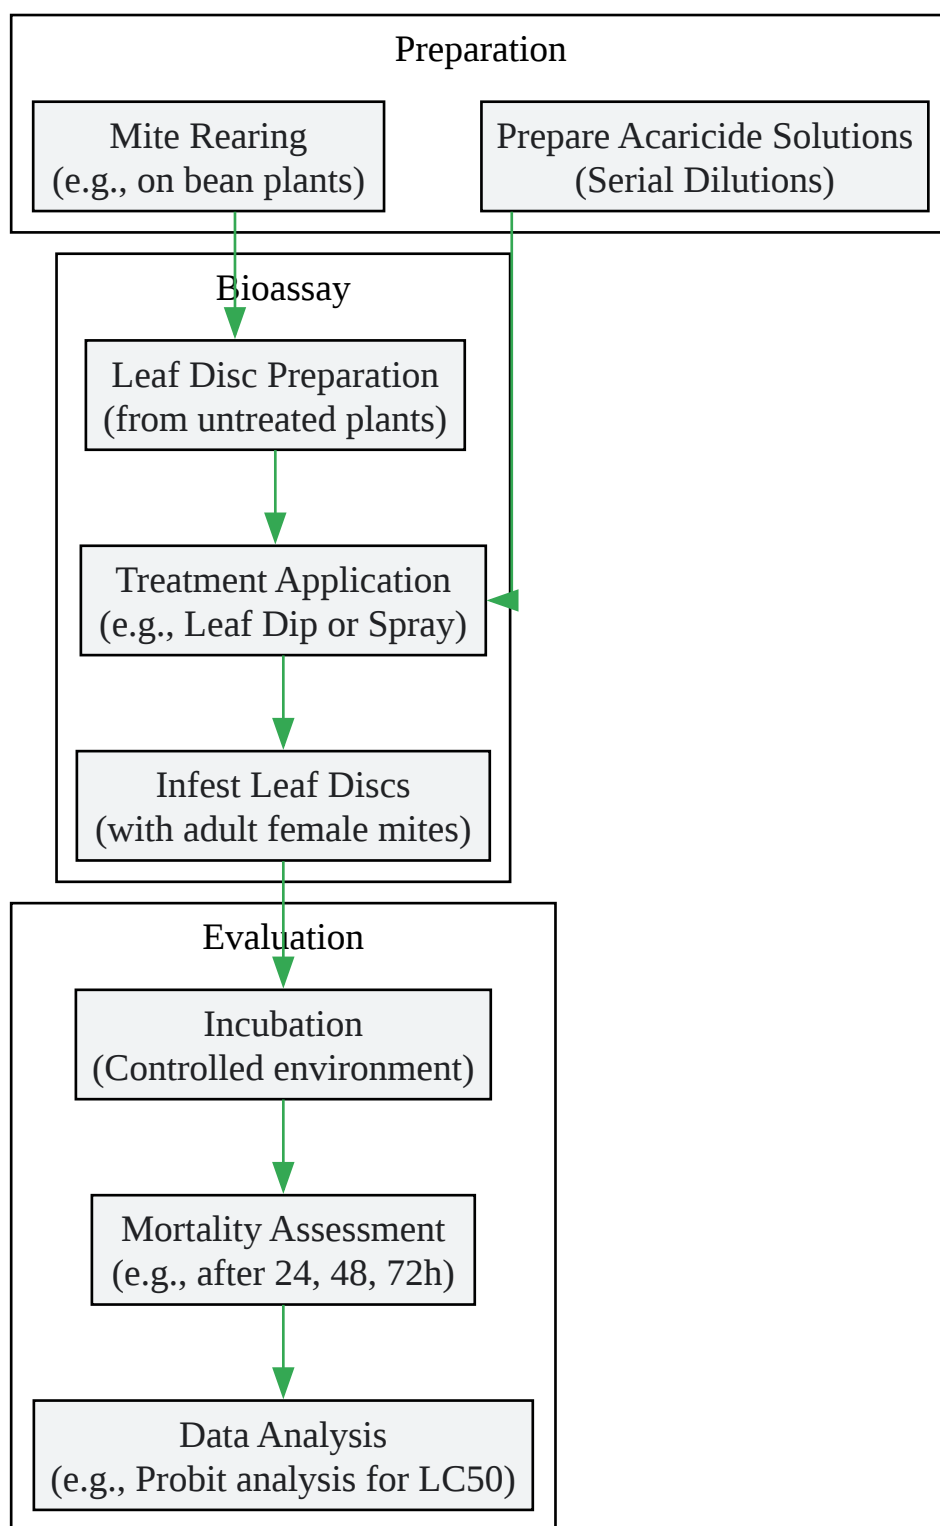 Preparation
Mite Rearing
(e.g., on bean plants)
Prepare Acaricide Solutions
(Serial Dilutions)
Bioassay
Leaf Disc Preparation
(from untreated plants)
Treatment Application
(e.g., Leaf Dip or Spray)
Infest Leaf Discs
(with adult female mites)
Evaluation
Incubation
(Controlled environment)
Mortality Assessment
(e.g., after 24, 48, 72h)
Data Analysis
(e.g., Probit analysis for LC50)